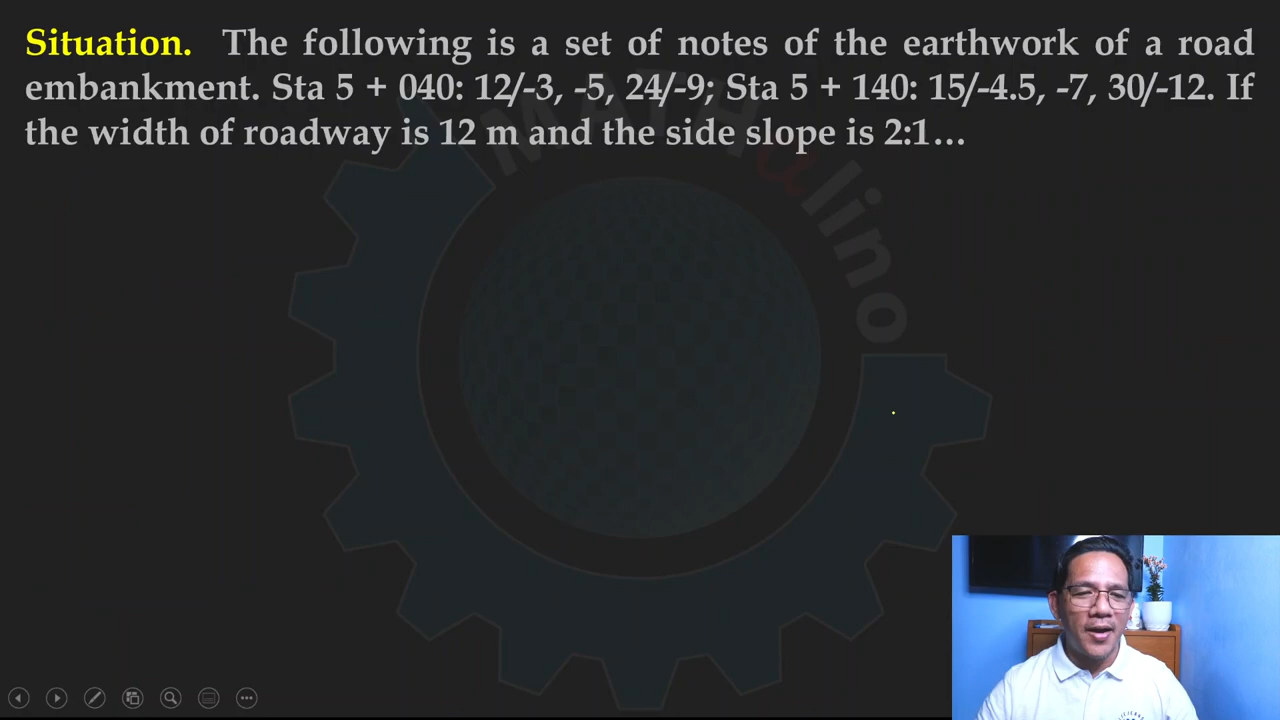 Situation. The following is a set of notes of the earthwork of a road
embankment. Sta 5 + 040: 12/-3, -5, 24/-9; Sta 5 + 140: 15/-4.5, -7, 30/-12. If
the width of roadway is 12 m and the side slope is 2:1…
MATHalino